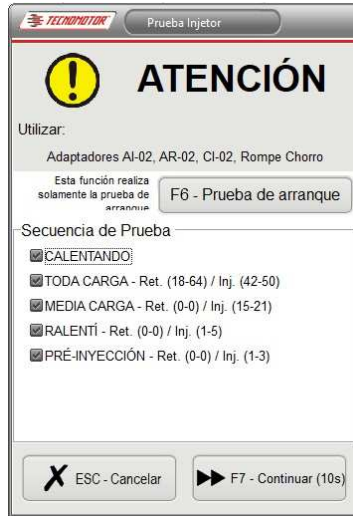 TECNOMOTOR
Prueba Injetor
ATENCIÓN
Utilizar:
Adaptadores AI-02, AR-02, CI-02, Rompe Chorro
Esta función realiza
solamente la prueba de
arranque
F6 - Prueba de arranque
Secuencia de Prueba
CALENTANDO
TODA CARGA - Ret. (18-64) / Inj. (42-50)
MEDIA CARGA - Ret. (0-0) / Inj. (15-21)
RALENTÍ - Ret. (0-0) / Inj. (1-5)
PRÉ-INYECCIÓN - Ret. (0-0) / Inj. (1-3)
ESC - Cancelar
F7 - Continuar (10s)